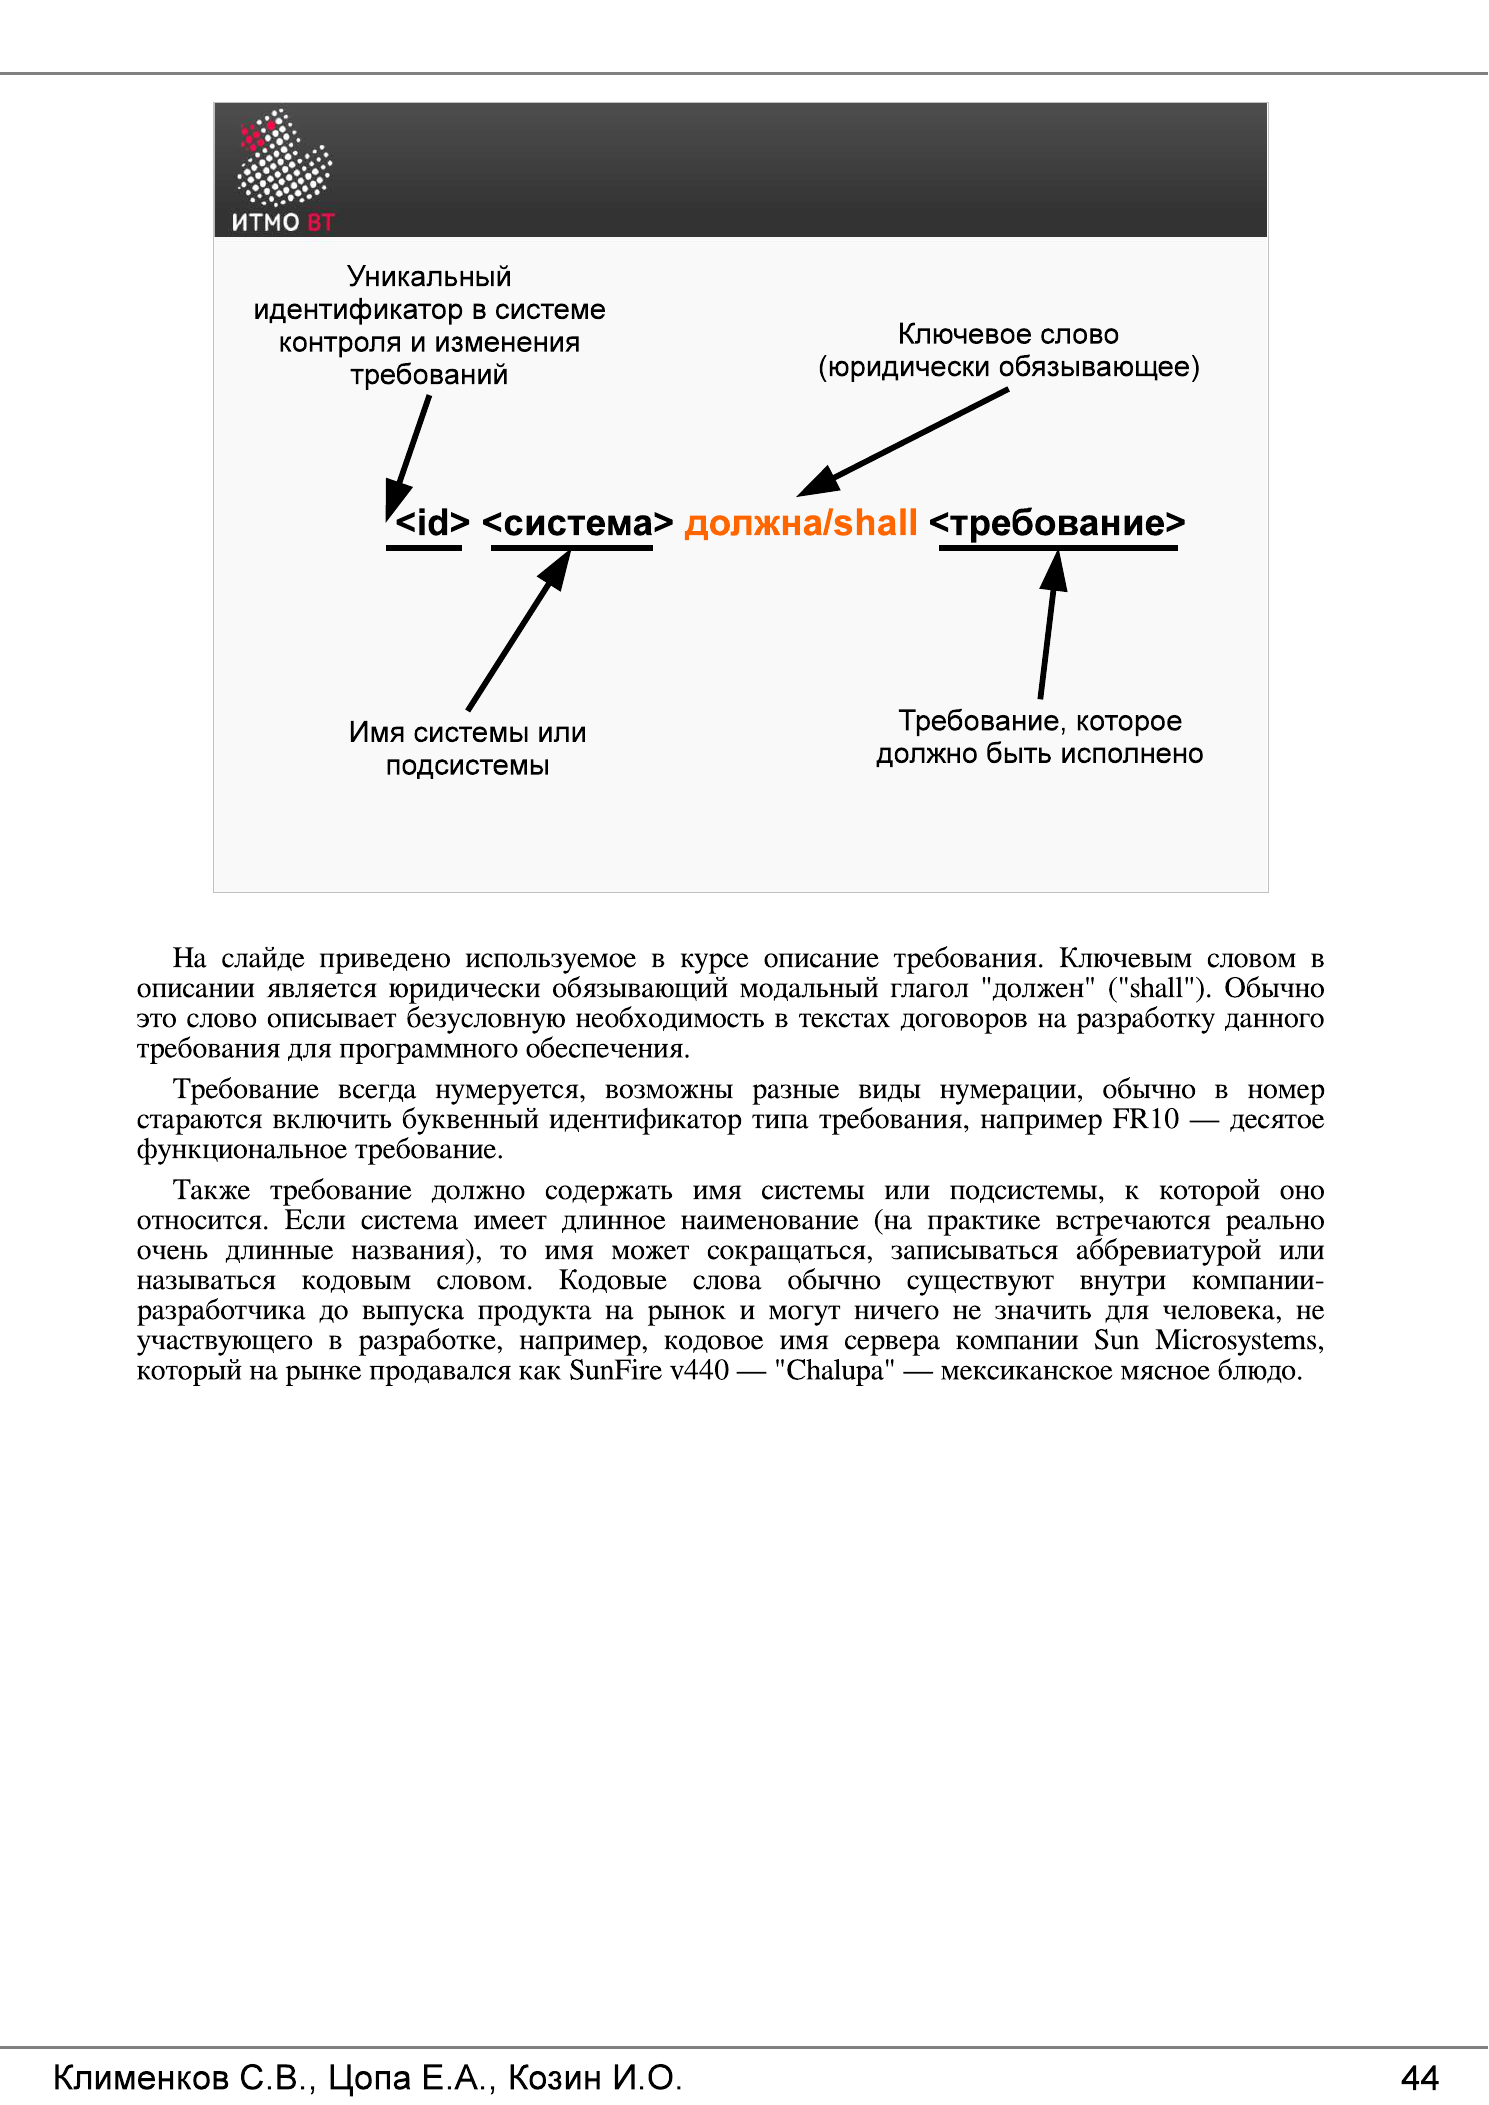 ИТМО ВТ
Уникальный
идентификатор в системе
контроля и изменения
требований
Ключевое слово
(юридически обязывающее)
<id> <система> должна/shall <требование>
Имя системы или
подсистемы
Требование, которое
должно быть исполнено
На слайде приведено используемое в курсе описание требования. Ключевым словом в
описании является юридически обязывающий модальный глагол "должен" ("shall"). Обычно
это слово описывает безусловную необходимость в текстах договоров на разработку данного
требования для программного обеспечения.
Требование всегда нумеруется, возможны разные виды нумерации, обычно в номер
стараются включить буквенный идентификатор типа требования, например FR10 — десятое
функциональное требование.
Также требование должно содержать имя системы или подсистемы, к которой оно
относится. Если система имеет длинное наименование (на практике встречаются реально
очень длинные названия), то имя может сокращаться, записываться аббревиатурой или
называться кодовым словом. Кодовые слова обычно существуют внутри компании-
разработчика до выпуска продукта на рынок и могут ничего не значить для человека, не
участвующего в разработке, например, кодовое имя сервера компании Sun Microsystems,
который на рынке продавался как SunFire v440 — "Chalupa" — мексиканское мясное блюдо.
Клименков С.В., Цопа Е.А., Козин И.О.
44